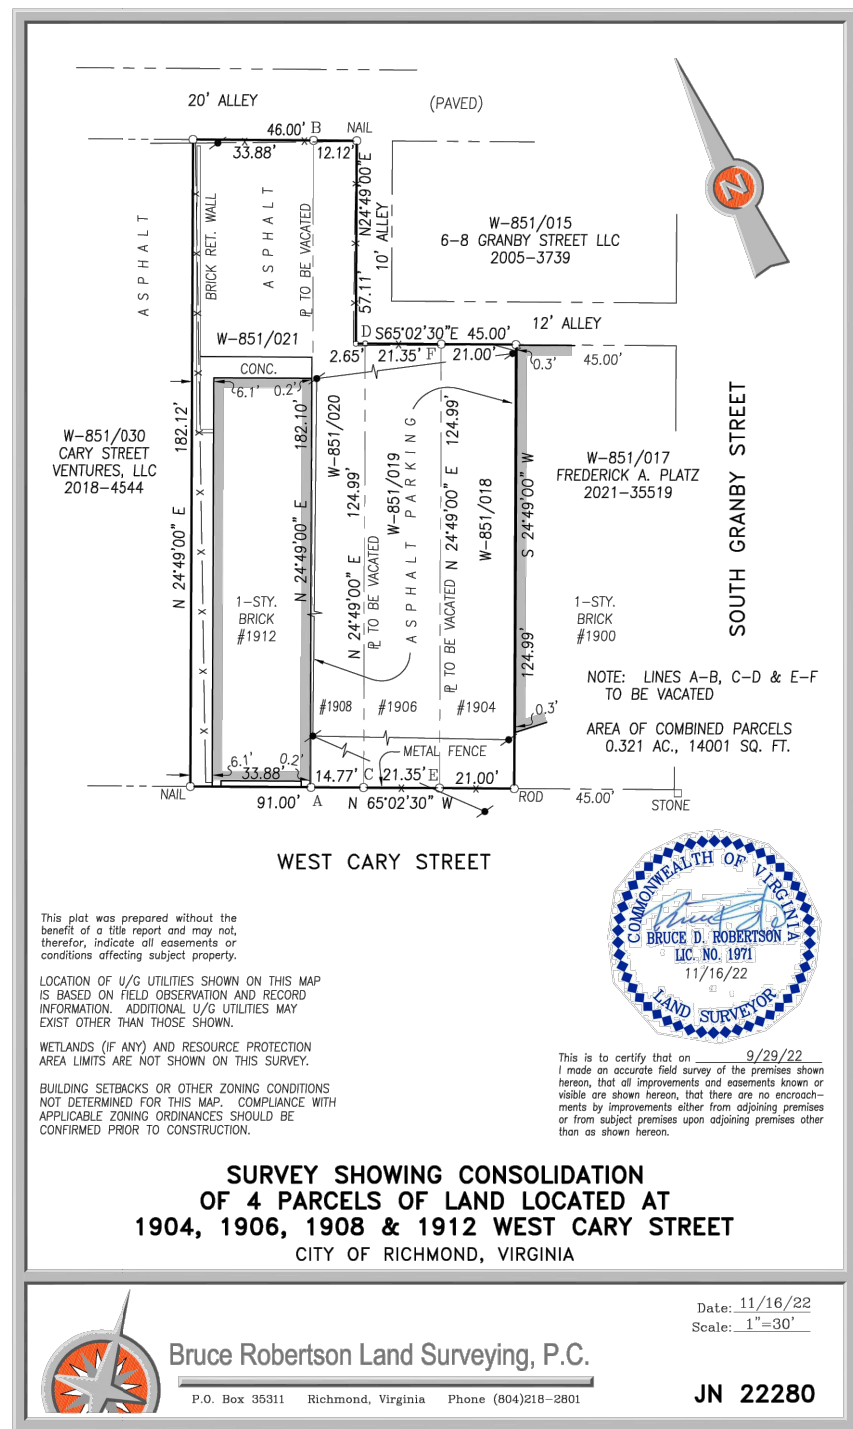 20' ALLEY
(PAVED)
46.00' B NAIL
33.88' 12.12'
N24°49'00"E
57.11'
10' ALLEY
ASPHALT
BRICK RET. WALL
ASPHALT
PL TO BE VACATED
W-851/015
6-8 GRANBY STREET LLC
2005-3739
N
W-851/021
D S65°02'30"E 45.00'
12' ALLEY
2.65' 21.35' F 21.00'
0.3' 45.00'
CONC.
6.1' 0.2'
182.12'
182.10'
W-851/020
124.99'
W-851/019
ASPHALT PARKING
124.99'
W-851/018
W-851/030
CARY STREET
VENTURES, LLC
2018-4544
W-851/017
FREDERICK A. PLATZ
2021-35519
SOUTH GRANBY STREET
N 24°49'00" E
N 24°49'00" E
N 24°49'00" E
PL TO BE VACATED
N 24°49'00" E
PL TO BE VACATED
S 24°49'00" W
124.99'
1-STY.
BRICK
#1912
1-STY.
BRICK
#1900
NOTE: LINES A-B, C-D & E-F
TO BE VACATED
#1908 #1906 #1904
0.3'
AREA OF COMBINED PARCELS
0.321 AC., 14001 SQ. FT.
METAL FENCE
6.1' 0.2'
33.88' 14.77' C 21.35' E 21.00'
NAIL
91.00' A N 65°02'30" W
ROD 45.00' STONE
WEST CARY STREET
COMMONWEALTH OF VIRGINIA
BRUCE D. ROBERTSON
LIC. NO. 1971
11/16/22
LAND SURVEYOR
This plat was prepared without the
benefit of a title report and may not,
therefor, indicate all easements or
conditions affecting subject property.
LOCATION OF U/G UTILITIES SHOWN ON THIS MAP
IS BASED ON FIELD OBSERVATION AND RECORD
INFORMATION. ADDITIONAL U/G UTILITIES MAY
EXIST OTHER THAN THOSE SHOWN.
WETLANDS (IF ANY) AND RESOURCE PROTECTION
AREA LIMITS ARE NOT SHOWN ON THIS SURVEY.
BUILDING SETBACKS OR OTHER ZONING CONDITIONS
NOT DETERMINED FOR THIS MAP. COMPLIANCE WITH
APPLICABLE ZONING ORDINANCES SHOULD BE
CONFIRMED PRIOR TO CONSTRUCTION.
This is to certify that on 9/29/22
I made an accurate field survey of the premises shown
hereon, that all improvements and easements known or
visible are shown hereon, that there are no encroach-
ments by improvements either from adjoining premises
or from subject premises upon adjoining premises other
than as shown hereon.
SURVEY SHOWING CONSOLIDATION
OF 4 PARCELS OF LAND LOCATED AT
1904, 1906, 1908 & 1912 WEST CARY STREET
CITY OF RICHMOND, VIRGINIA
Date: 11/16/22
Scale: 1"=30'
Bruce Robertson Land Surveying, P.C.
P.O. Box 35311 Richmond, Virginia Phone (804)218-2801
JN 22280